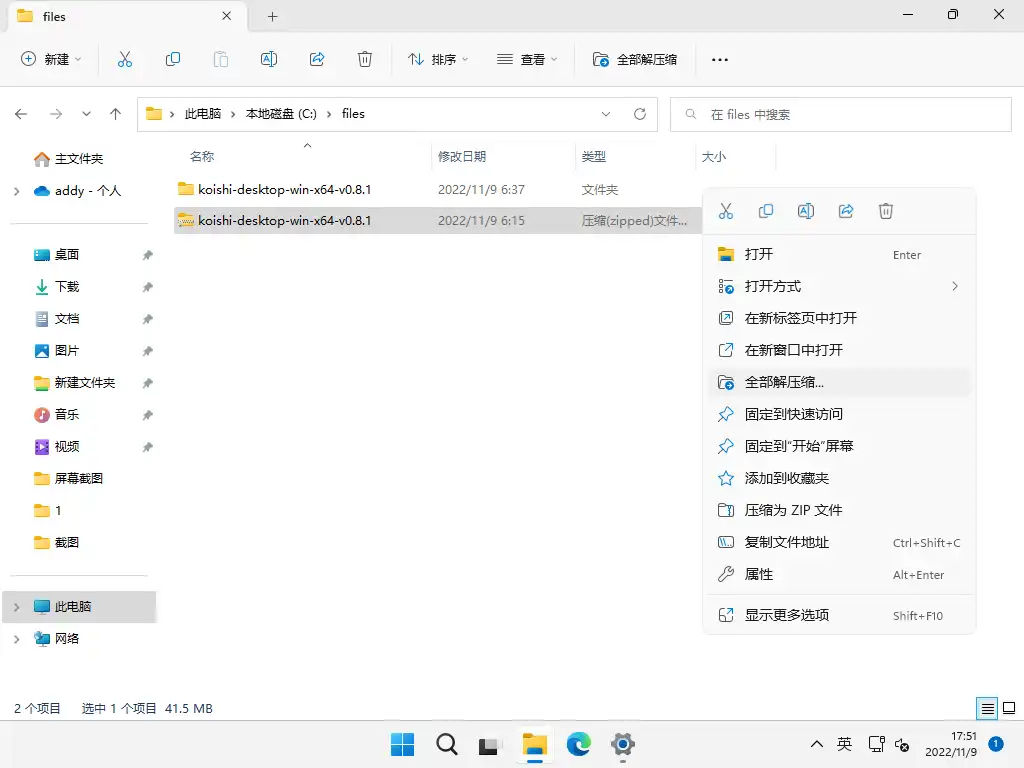 files
新建
排序
查看
全部解压缩
此电脑
本地磁盘 (C:)
files
在 files 中搜索
主文件夹
addy - 个人
桌面
下载
文档
图片
新建文件夹
音乐
视频
屏幕截图
1
截图
此电脑
网络
名称
修改日期
类型
大小
koishi-desktop-win-x64-v0.8.1
2022/11/9 6:37
文件夹
koishi-desktop-win-x64-v0.8.1
2022/11/9 6:15
压缩(zipped)文件...
打开
Enter
打开方式
在新标签页中打开
在新窗口中打开
全部解压缩...
固定到快速访问
固定到"开始"屏幕
添加到收藏夹
压缩为 ZIP 文件
复制文件地址
Ctrl+Shift+C
属性
Alt+Enter
显示更多选项
Shift+F10
2 个项目
选中 1 个项目 41.5 MB
英
17:51
2022/11/9
1